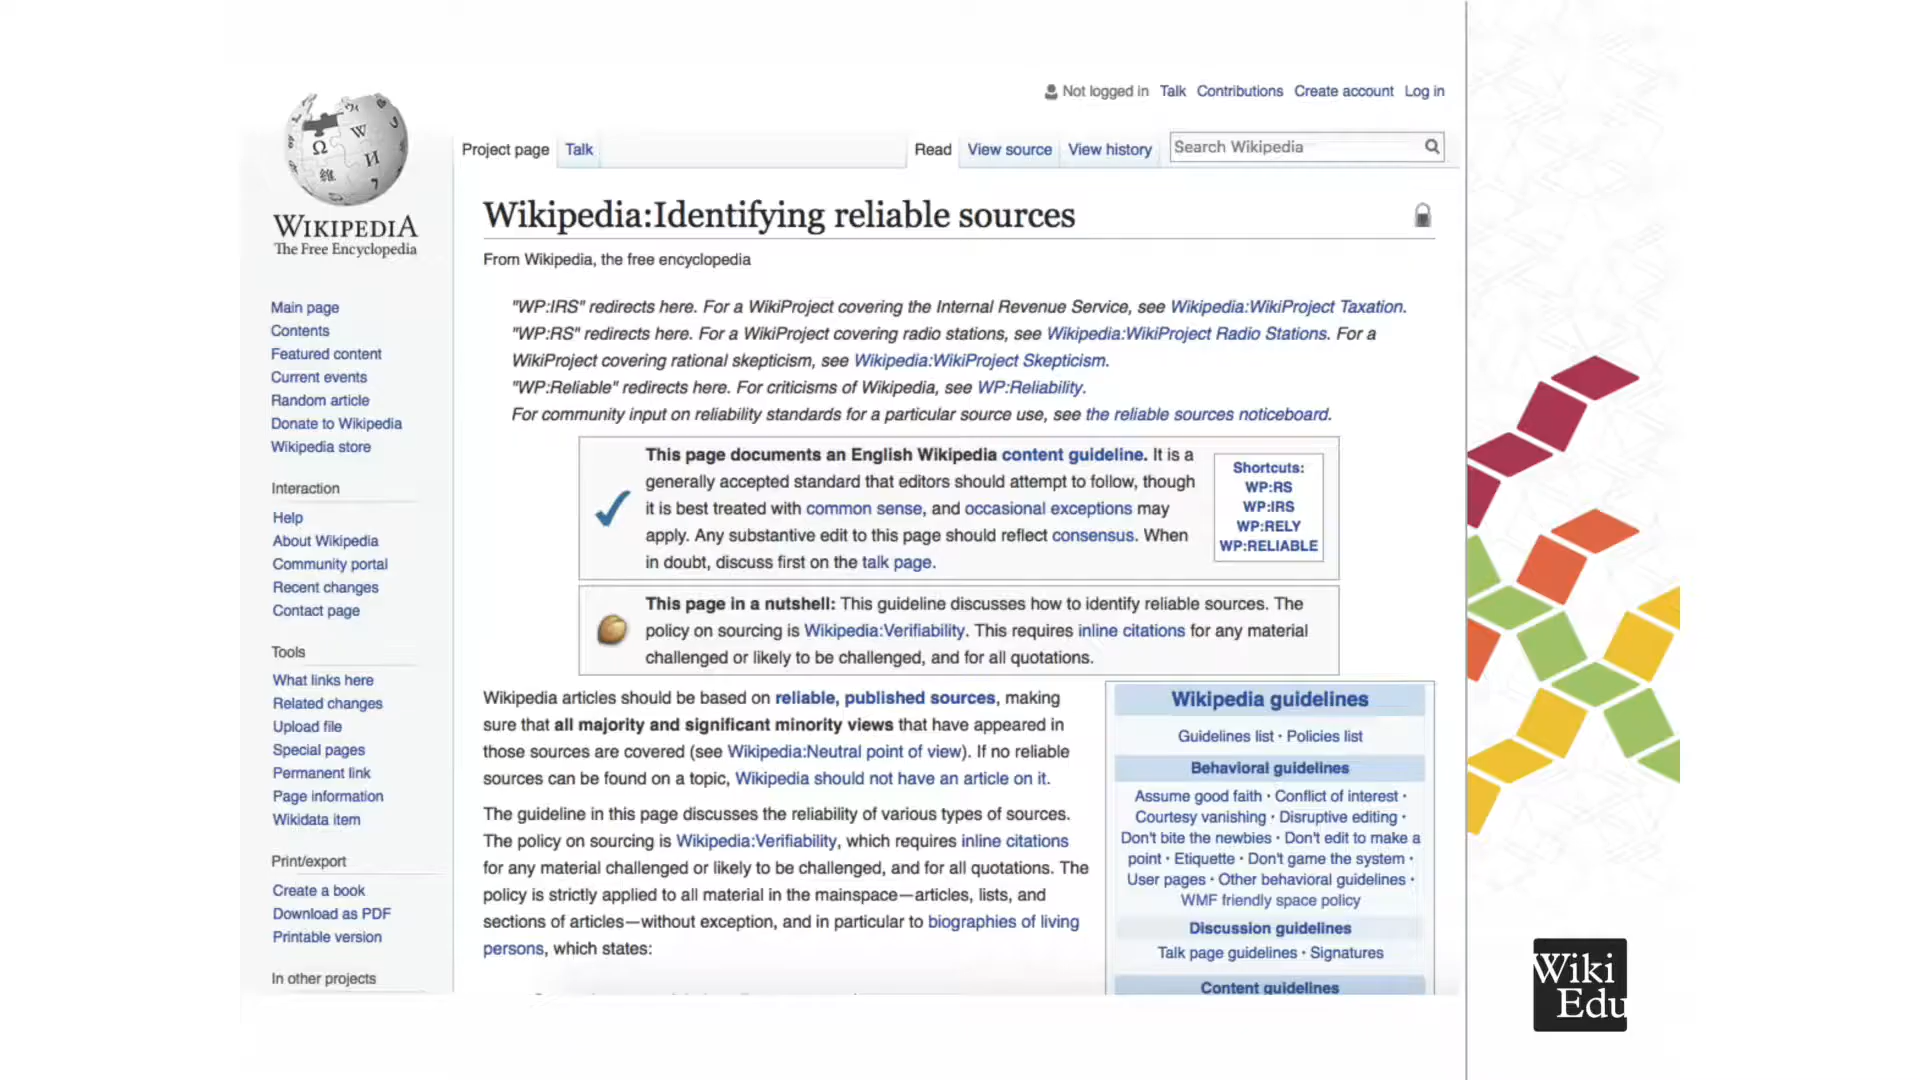 Not logged in Talk Contributions Create account Log in
Project page Talk Read View source View history Search Wikipedia
WIKIPEDIA
The Free Encyclopedia
Main page
Contents
Featured content
Current events
Random article
Donate to Wikipedia
Wikipedia store
Interaction
Help
About Wikipedia
Community portal
Recent changes
Contact page
Tools
What links here
Related changes
Upload file
Special pages
Permanent link
Page information
Wikidata item
Print/export
Create a book
Download as PDF
Printable version
In other projects
Wikipedia:Identifying reliable sources
From Wikipedia, the free encyclopedia
"WP:IRS" redirects here. For a WikiProject covering the Internal Revenue Service, see Wikipedia:WikiProject Taxation.
"WP:RS" redirects here. For a WikiProject covering radio stations, see Wikipedia:WikiProject Radio Stations. For a
WikiProject covering rational skepticism, see Wikipedia:WikiProject Skepticism.
"WP:Reliable" redirects here. For criticisms of Wikipedia, see WP:Reliability.
For community input on reliability standards for a particular source use, see the reliable sources noticeboard.
This page documents an English Wikipedia content guideline. It is a
generally accepted standard that editors should attempt to follow, though
it is best treated with common sense, and occasional exceptions may
apply. Any substantive edit to this page should reflect consensus. When
in doubt, discuss first on the talk page.
Shortcuts:
WP:RS
WP:IRS
WP:RELY
WP:RELIABLE
This page in a nutshell: This guideline discusses how to identify reliable sources. The
policy on sourcing is Wikipedia:Verifiability. This requires inline citations for any material
challenged or likely to be challenged, and for all quotations.
Wikipedia articles should be based on reliable, published sources, making
sure that all majority and significant minority views that have appeared in
those sources are covered (see Wikipedia:Neutral point of view). If no reliable
sources can be found on a topic, Wikipedia should not have an article on it.
The guideline in this page discusses the reliability of various types of sources.
The policy on sourcing is Wikipedia:Verifiability, which requires inline citations
for any material challenged or likely to be challenged, and for all quotations. The
policy is strictly applied to all material in the mainspace—articles, lists, and
sections of articles—without exception, and in particular to biographies of living
persons, which states:
Wikipedia guidelines
Guidelines list · Policies list
Behavioral guidelines
Assume good faith · Conflict of interest ·
Courtesy vanishing · Disruptive editing ·
Don't bite the newbies · Don't edit to make a
point · Etiquette · Don't game the system ·
User pages · Other behavioral guidelines ·
WMF friendly space policy
Discussion guidelines
Talk page guidelines · Signatures
Content guidelines
Wiki
Edu